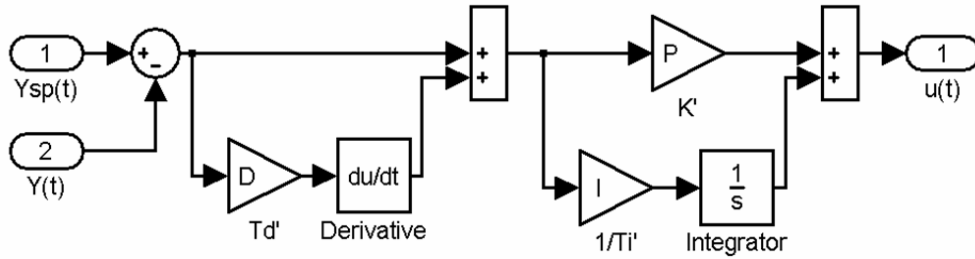 1
Ysp(t)
+
−
2
Y(t)
D
Td'
du/dt
Derivative
+
+
P
K'
I
1/Ti'
1
s
Integrator
+
+
1
u(t)